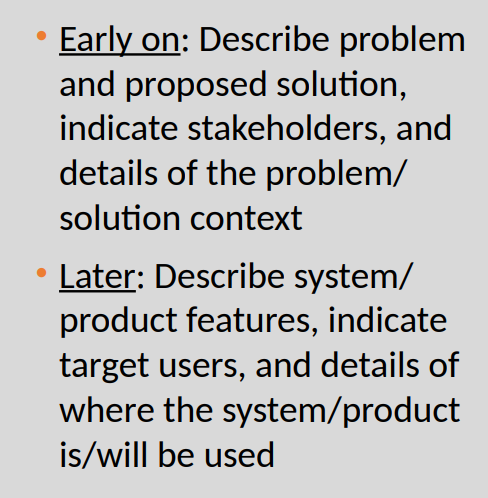 • Early on: Describe problem
and proposed solution,
indicate stakeholders, and
details of the problem/
solution context
• Later: Describe system/
product features, indicate
target users, and details of
where the system/product
is/will be used